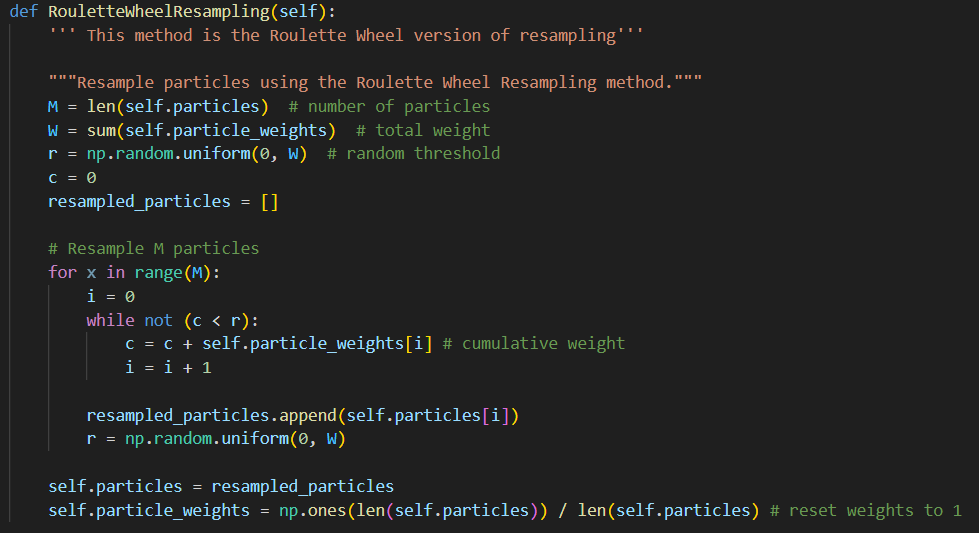 def RouletteWheelResampling(self):
    ''' This method is the Roulette Wheel version of resampling'''

    """Resample particles using the Roulette Wheel Resampling method."""
    M = len(self.particles)  # number of particles
    W = sum(self.particle_weights)  # total weight
    r = np.random.uniform(0, W)  # random threshold
    c = 0
    resampled_particles = []

    # Resample M particles
    for x in range(M):
        i = 0
        while not (c < r):
            c = c + self.particle_weights[i] # cumulative weight
            i = i + 1

        resampled_particles.append(self.particles[i])
        r = np.random.uniform(0, W)

    self.particles = resampled_particles
    self.particle_weights = np.ones(len(self.particles)) / len(self.particles) # reset weights to 1